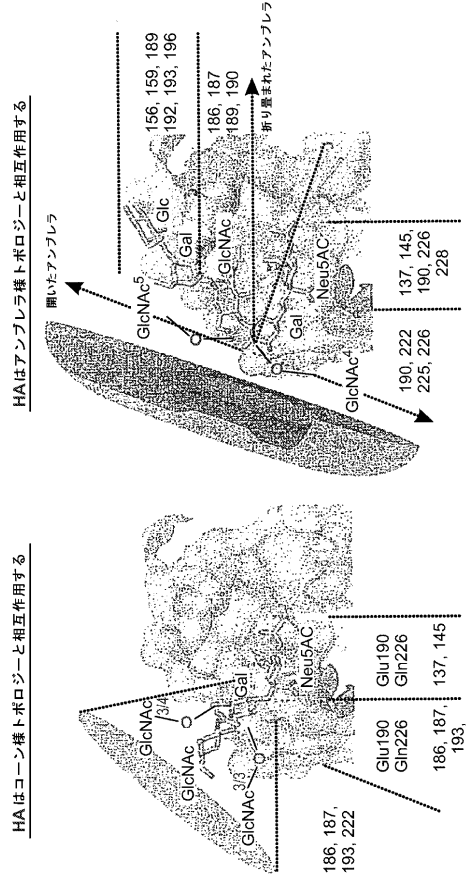 HAはコーン様トポロジーと相互作用する
GlcNAc 3/4
GlcNAc
GlcNAc 3/3
Gal
Neu5AC
186, 187,
193, 222
Glu190
Gln226
186, 187,
193,
Glu190
Gln226
137, 145
HAはアンブレラ様トポロジーと相互作用する
開いたアンブレラ
GlcNAc5
Glc
Gal
GlcNAc
Gal
Neu5AC
GlcNAc4
156, 159, 189
192, 193, 196
186, 187
189, 190
折り畳まれたアンブレラ
190, 222
225, 226
137, 145,
190, 226
228